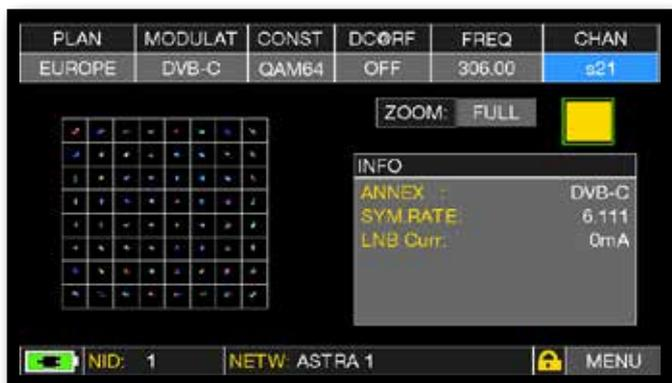 PLAN MODULAT CONST DC@RF FREQ CHAN
EUROPE DVB-C QAM64 OFF 306.00 s21
ZOOM: FULL
INFO
ANNEX : DVB-C
SYM.RATE: 6.111
LNB Curr.: 0mA
NID: 1 NETW: ASTRA 1 MENU